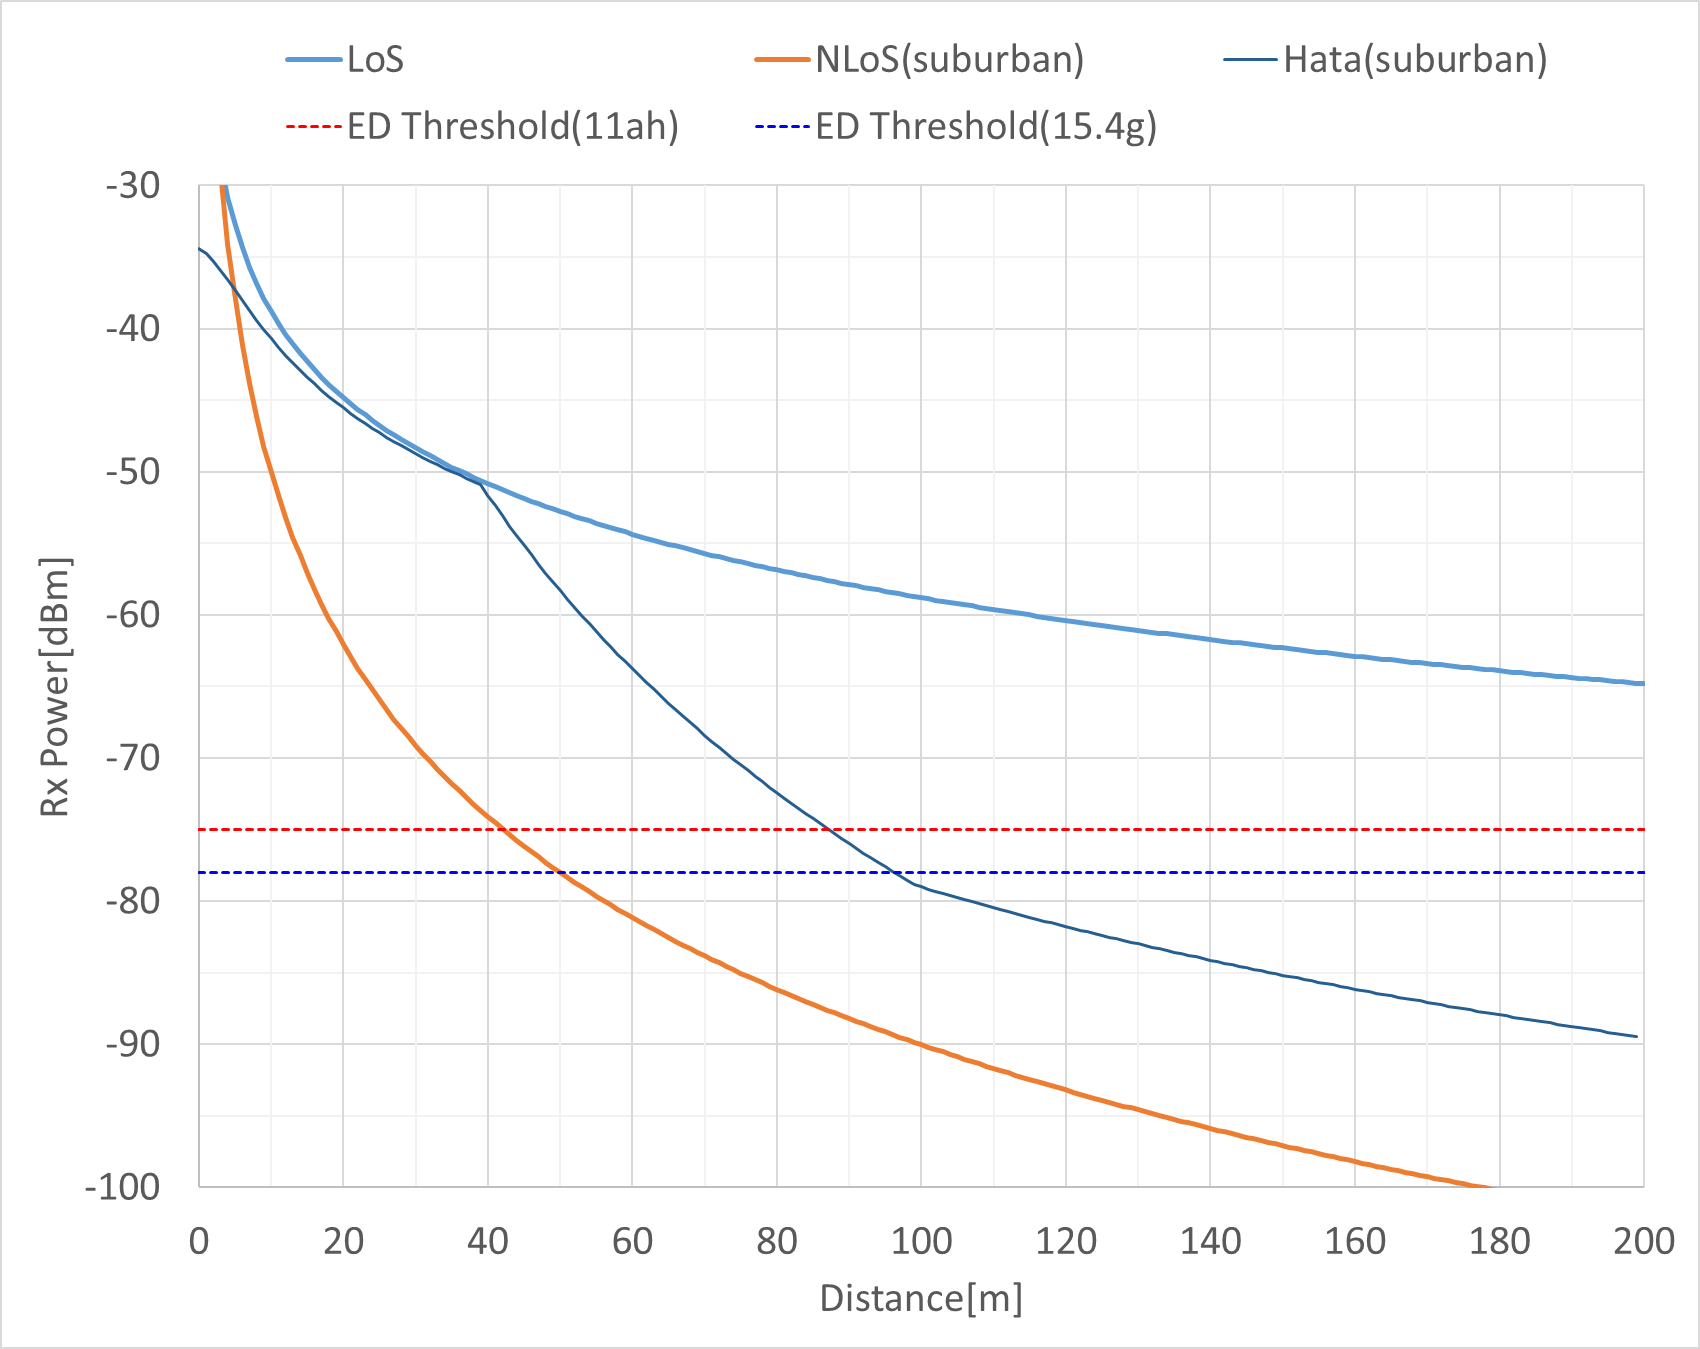 LoS NLoS(suburban) Hata(suburban)
ED Threshold(11ah) ED Threshold(15.4g)
-30
-40
-50
-60
-70
-80
-90
-100
Rx Power[dBm]
0 20 40 60 80 100 120 140 160 180 200
Distance[m]